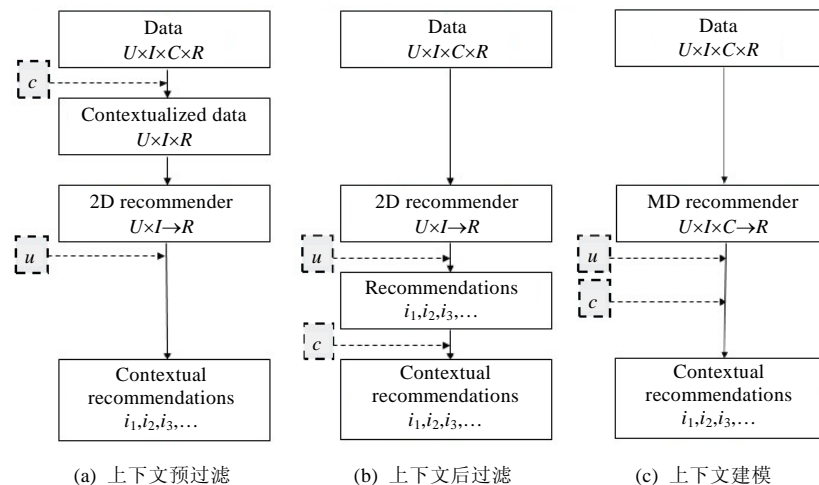 Data
U×I×C×R
c
Contextualized data
U×I×R
2D recommender
U×I→R
u
Contextual
recommendations
i₁,i₂,i₃,…
(a) 上下文预过滤
Data
U×I×C×R
2D recommender
U×I→R
u
Recommendations
i₁,i₂,i₃,…
c
Contextual
recommendations
i₁,i₂,i₃,…
(b) 上下文后过滤
Data
U×I×C×R
MD recommender
U×I×C→R
u
c
Contextual
recommendations
i₁,i₂,i₃,…
(c) 上下文建模